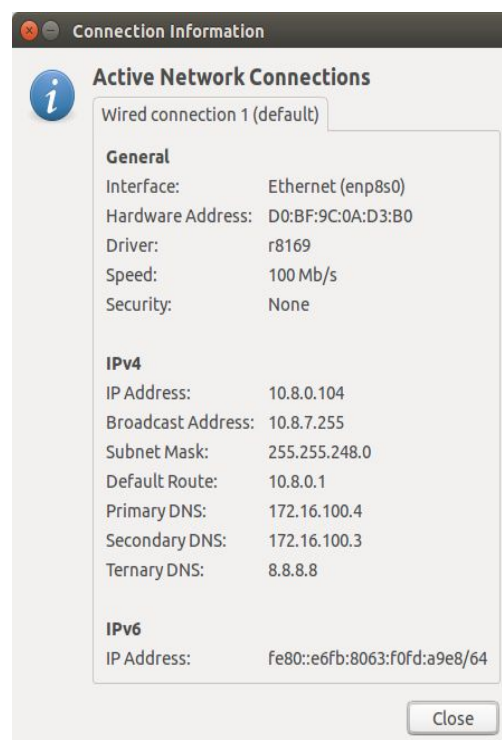 Connection Information
Active Network Connections
Wired connection 1 (default)
General
Interface: Ethernet (enp8s0)
Hardware Address: D0:BF:9C:0A:D3:B0
Driver: r8169
Speed: 100 Mb/s
Security: None
IPv4
IP Address: 10.8.0.104
Broadcast Address: 10.8.7.255
Subnet Mask: 255.255.248.0
Default Route: 10.8.0.1
Primary DNS: 172.16.100.4
Secondary DNS: 172.16.100.3
Ternary DNS: 8.8.8.8
IPv6
IP Address: fe80::e6fb:8063:f0fd:a9e8/64
Close